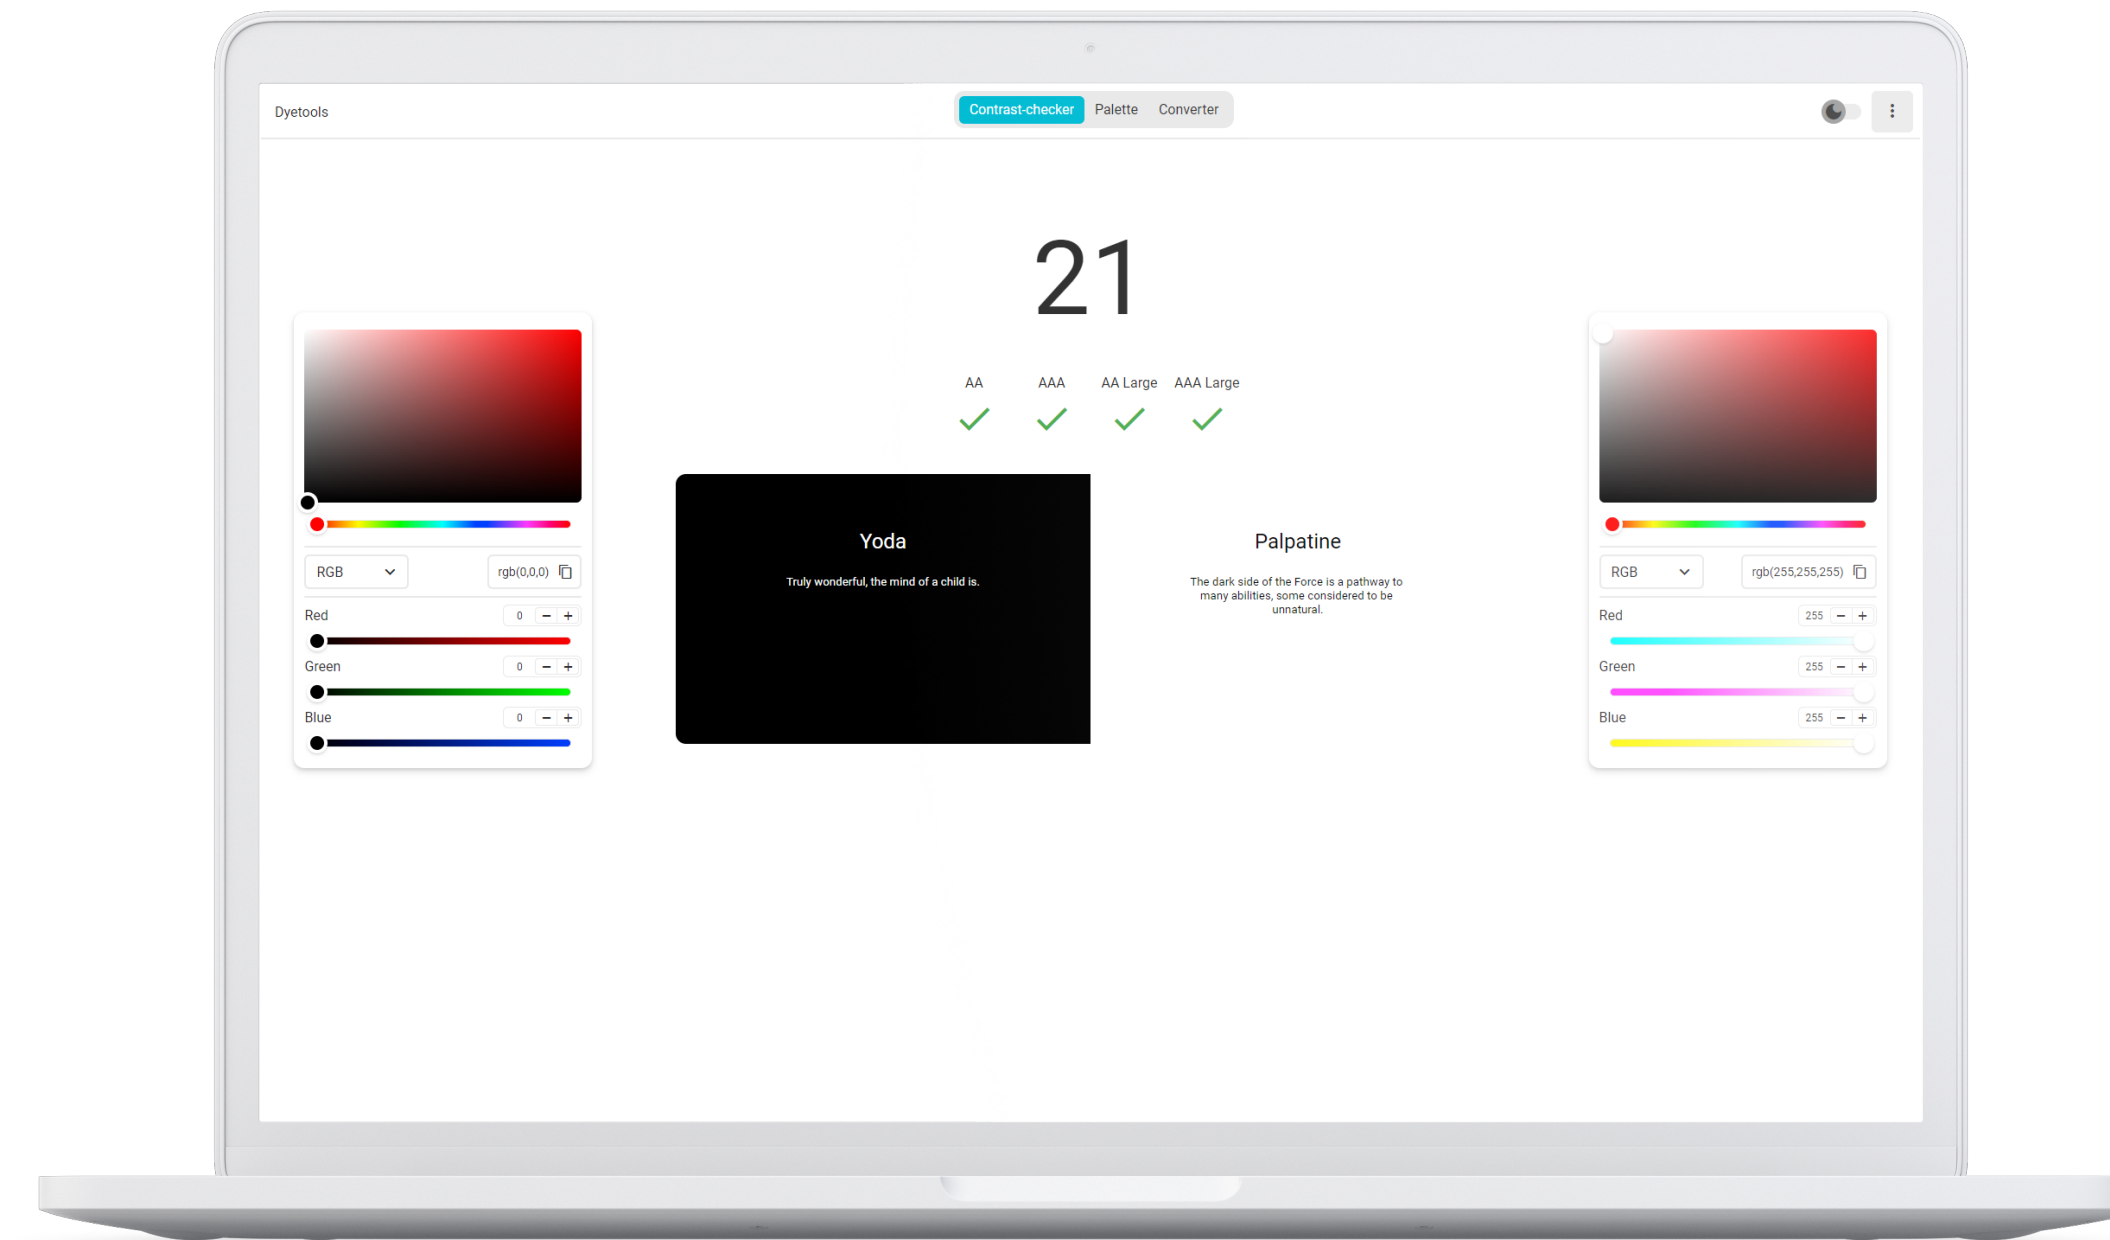 Dyetools
Contrast-checker Palette Converter
21
AA AAA AA Large AAA Large
Yoda
Truly wonderful, the mind of a child is.
Palpatine
The dark side of the Force is a pathway to
many abilities, some considered to be
unnatural.
RGB rgb(0,0,0)
Red 0 − +
Green 0 − +
Blue 0 − +
RGB rgb(255,255,255)
Red 255 − +
Green 255 − +
Blue 255 − +